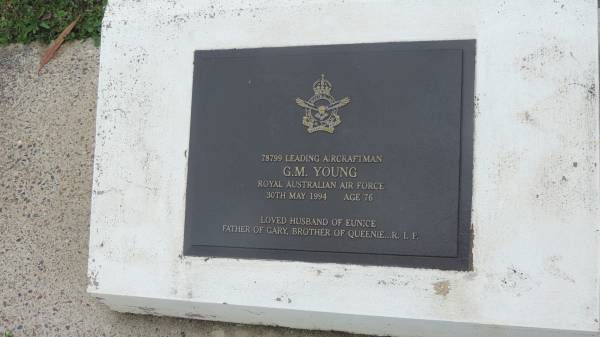 78799 LEADING AIRCRAFTMAN
G.M. YOUNG
ROYAL AUSTRALIAN AIR FORCE
30TH MAY 1994 AGE 76
LOVED HUSBAND OF EUNICE
FATHER OF GARY, BROTHER OF QUEENIE...R. I. P.